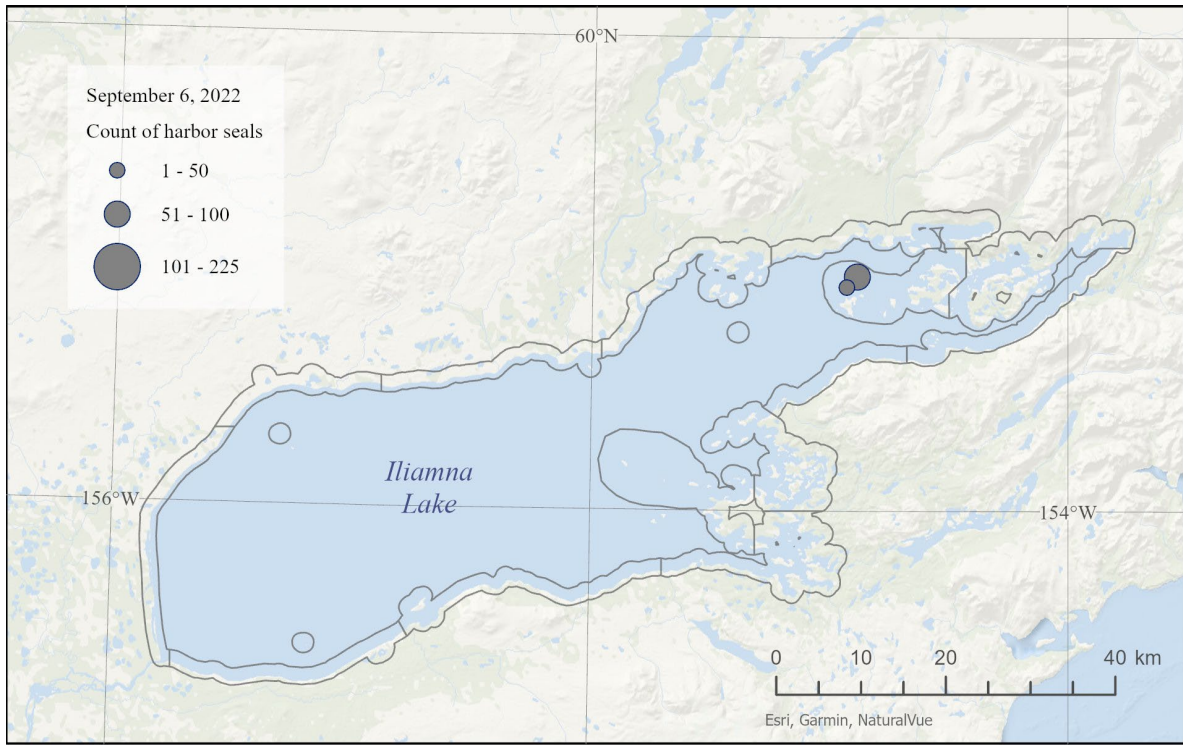 60°N
September 6, 2022
Count of harbor seals
1 - 50
51 - 100
101 - 225
Iliamna
Lake
156°W
154°W
0 10 20 40 km
Esri, Garmin, NaturalVue